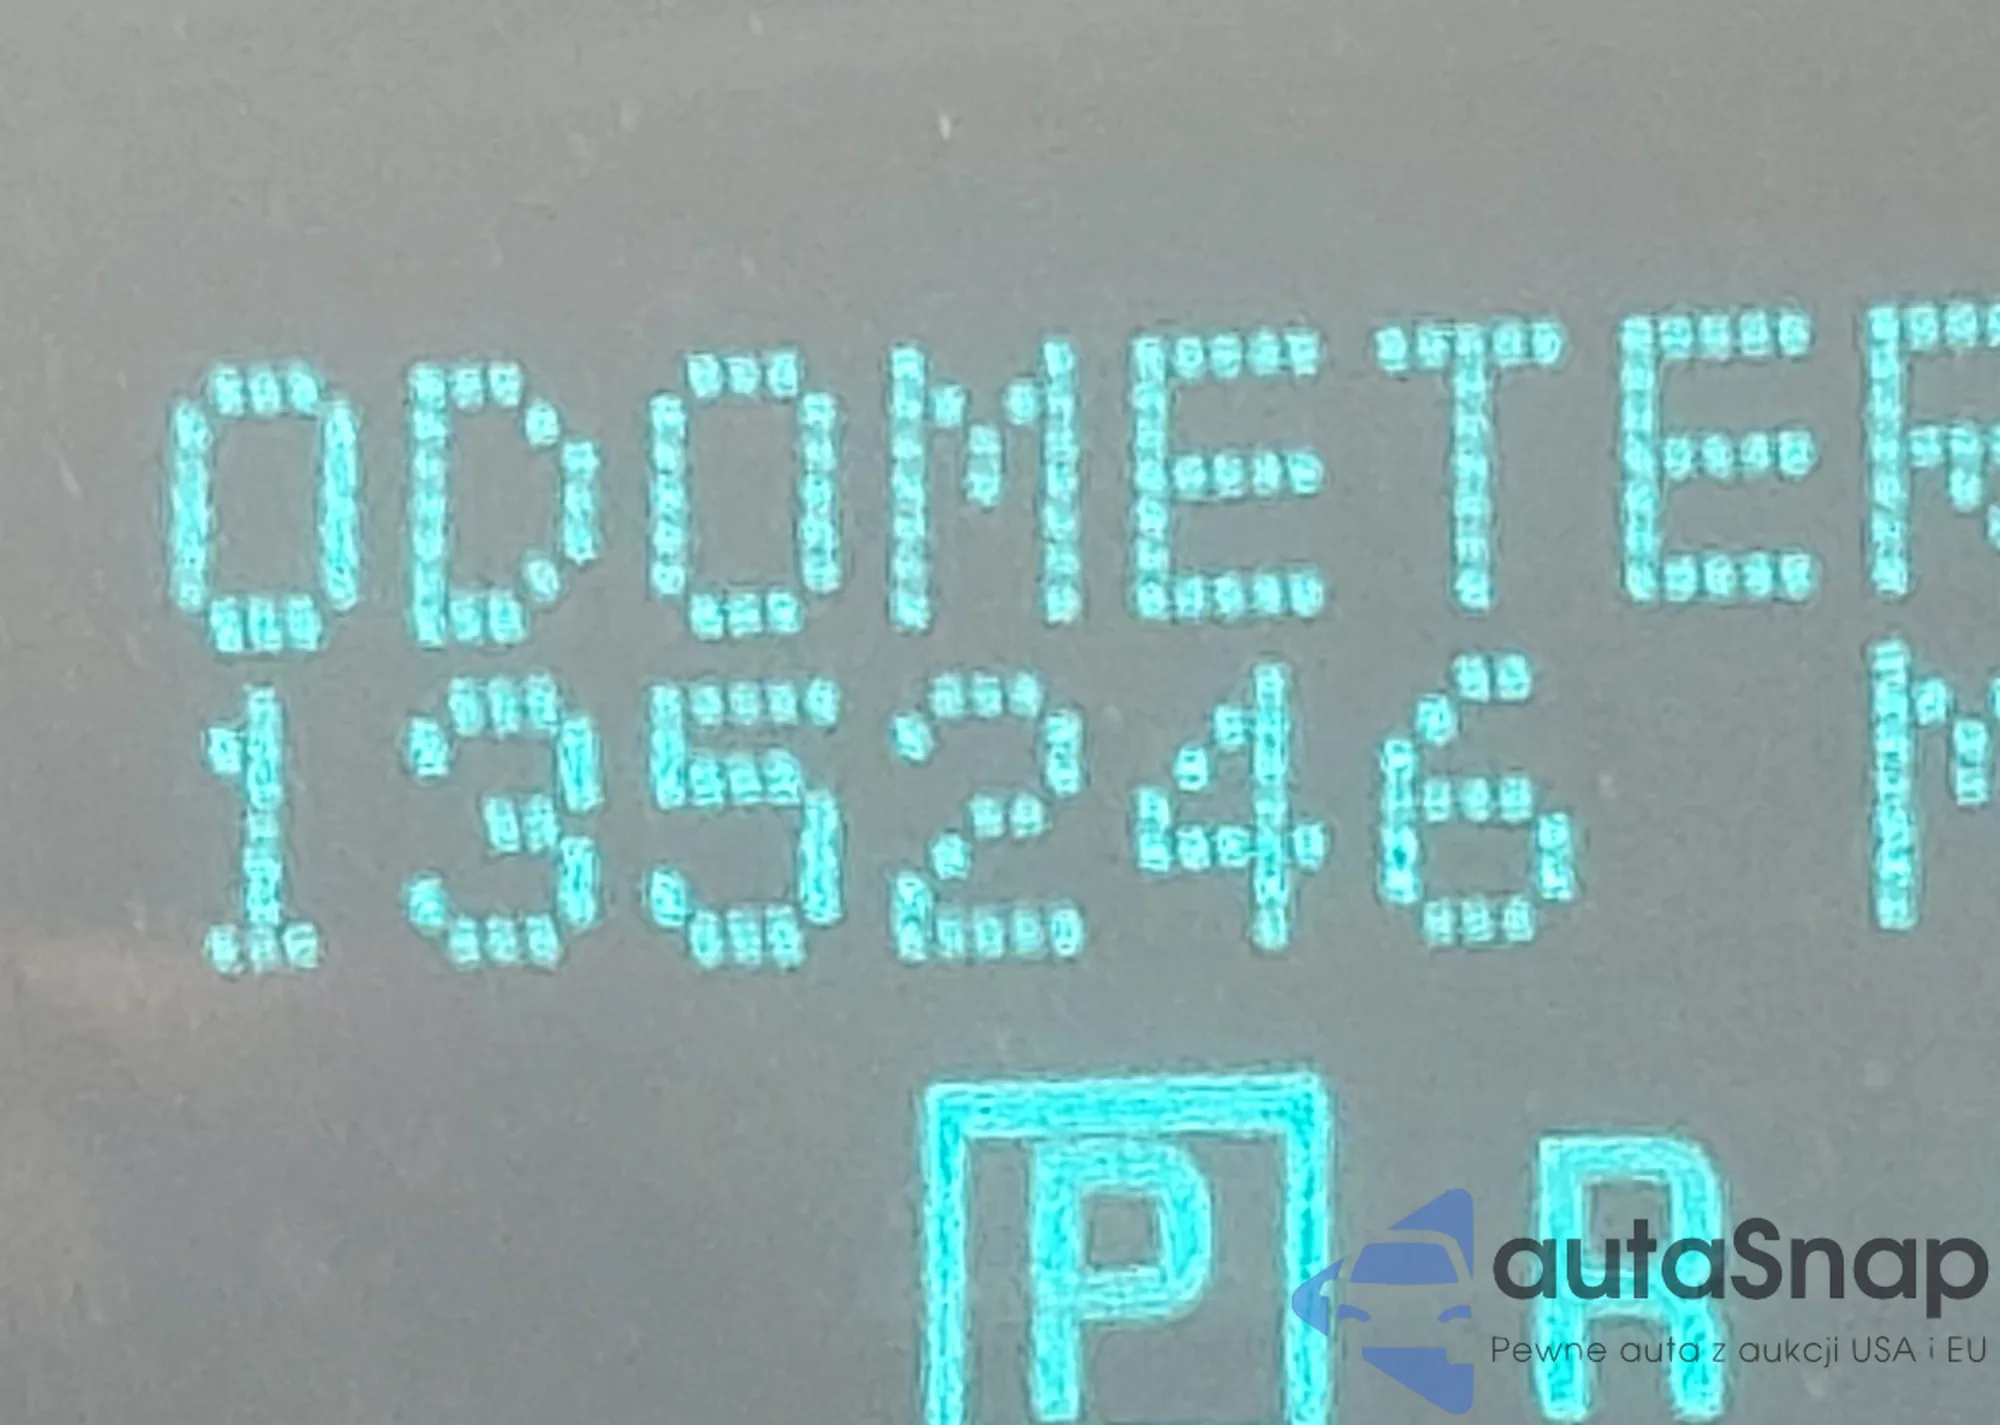 ODOMETER
135246 M
P R
autaSnap
Pewne auta z aukcji USA i EU